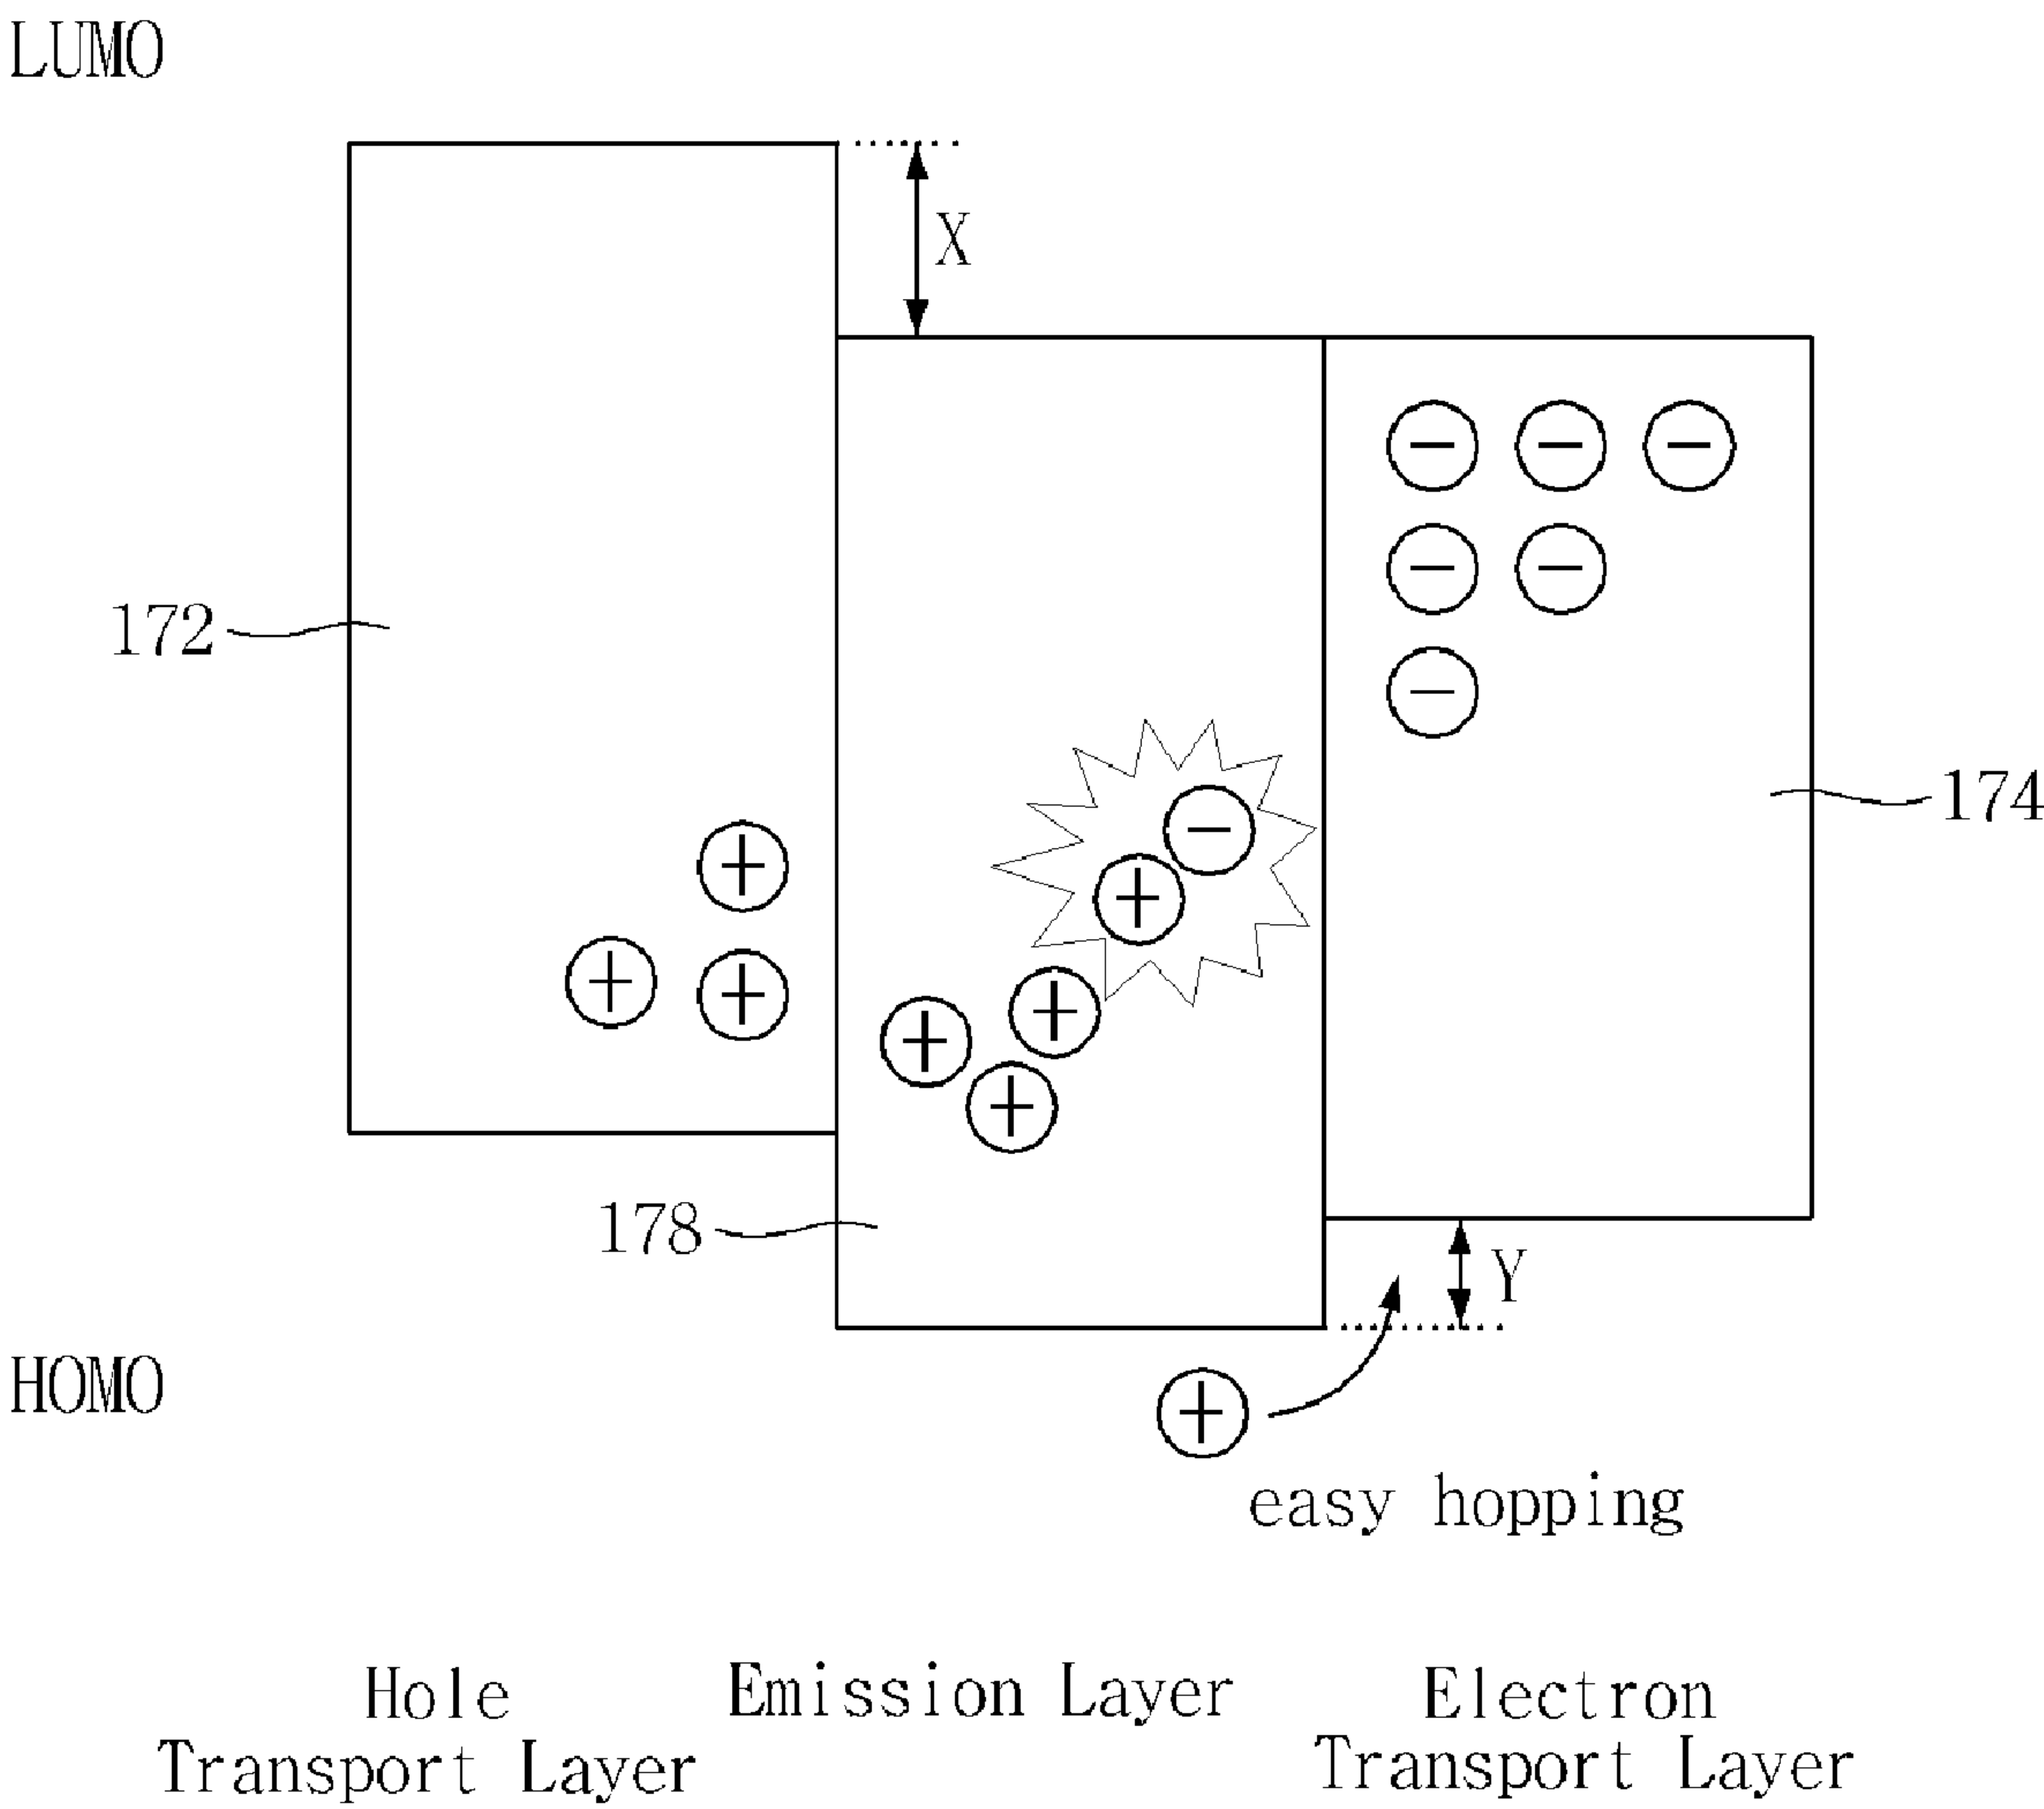 LUMO
X
172
174
178
Y
HOMO
easy hopping
Hole
Transport Layer
Emission Layer
Electron
Transport Layer